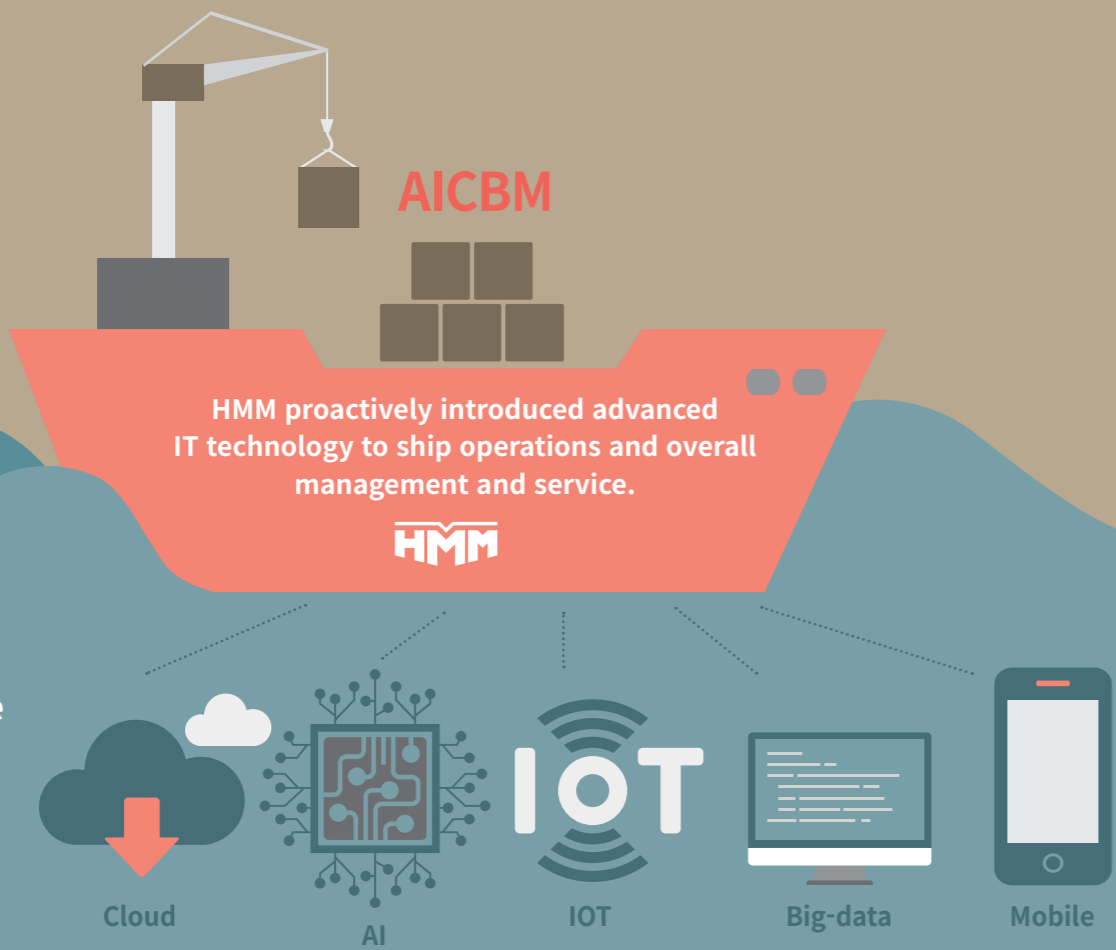 AICBM
HMM proactively introduced advanced
IT technology to ship operations and overall
management and service.
HMM
IOT
Cloud
AI
IOT
Big-data
Mobile